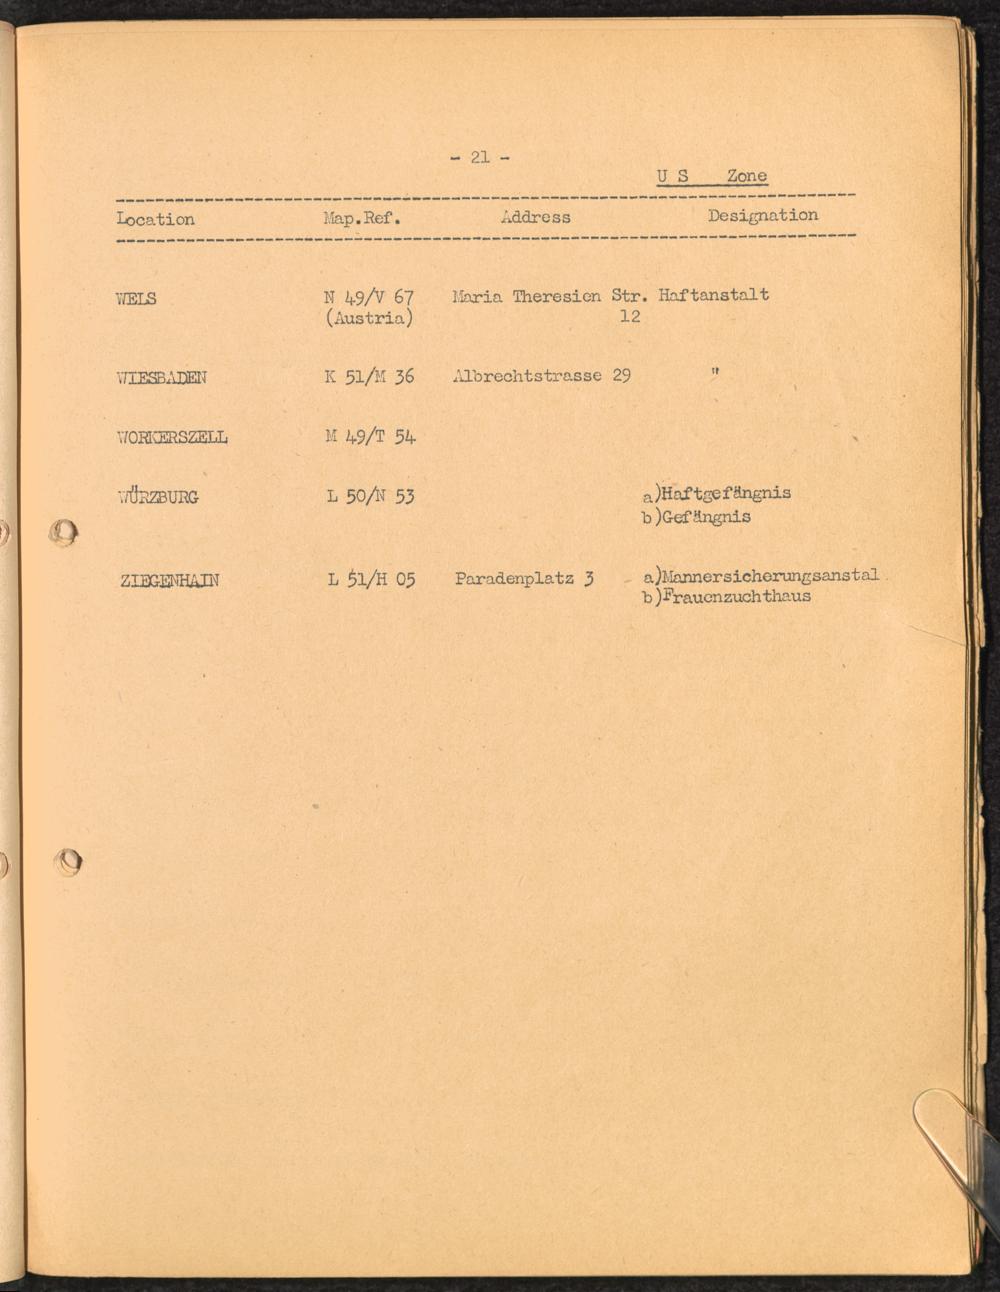 - 21 -
U S Zone
Location Map.Ref. Address Designation
WELS N 49/V 67 Maria Theresien Str. Haftanstalt
(Austria) 12
WIESBADEN K 51/M 36 Albrechtstrasse 29 "
WORKERSZELL M 49/T 54
WÜRZBURG L 50/N 53 a)Haftgefängnis
b)Gefängnis
ZIEGENHAIN L 51/H 05 Paradenplatz 3 a)Mannersicherungsanstal
b)Frauenzuchthaus